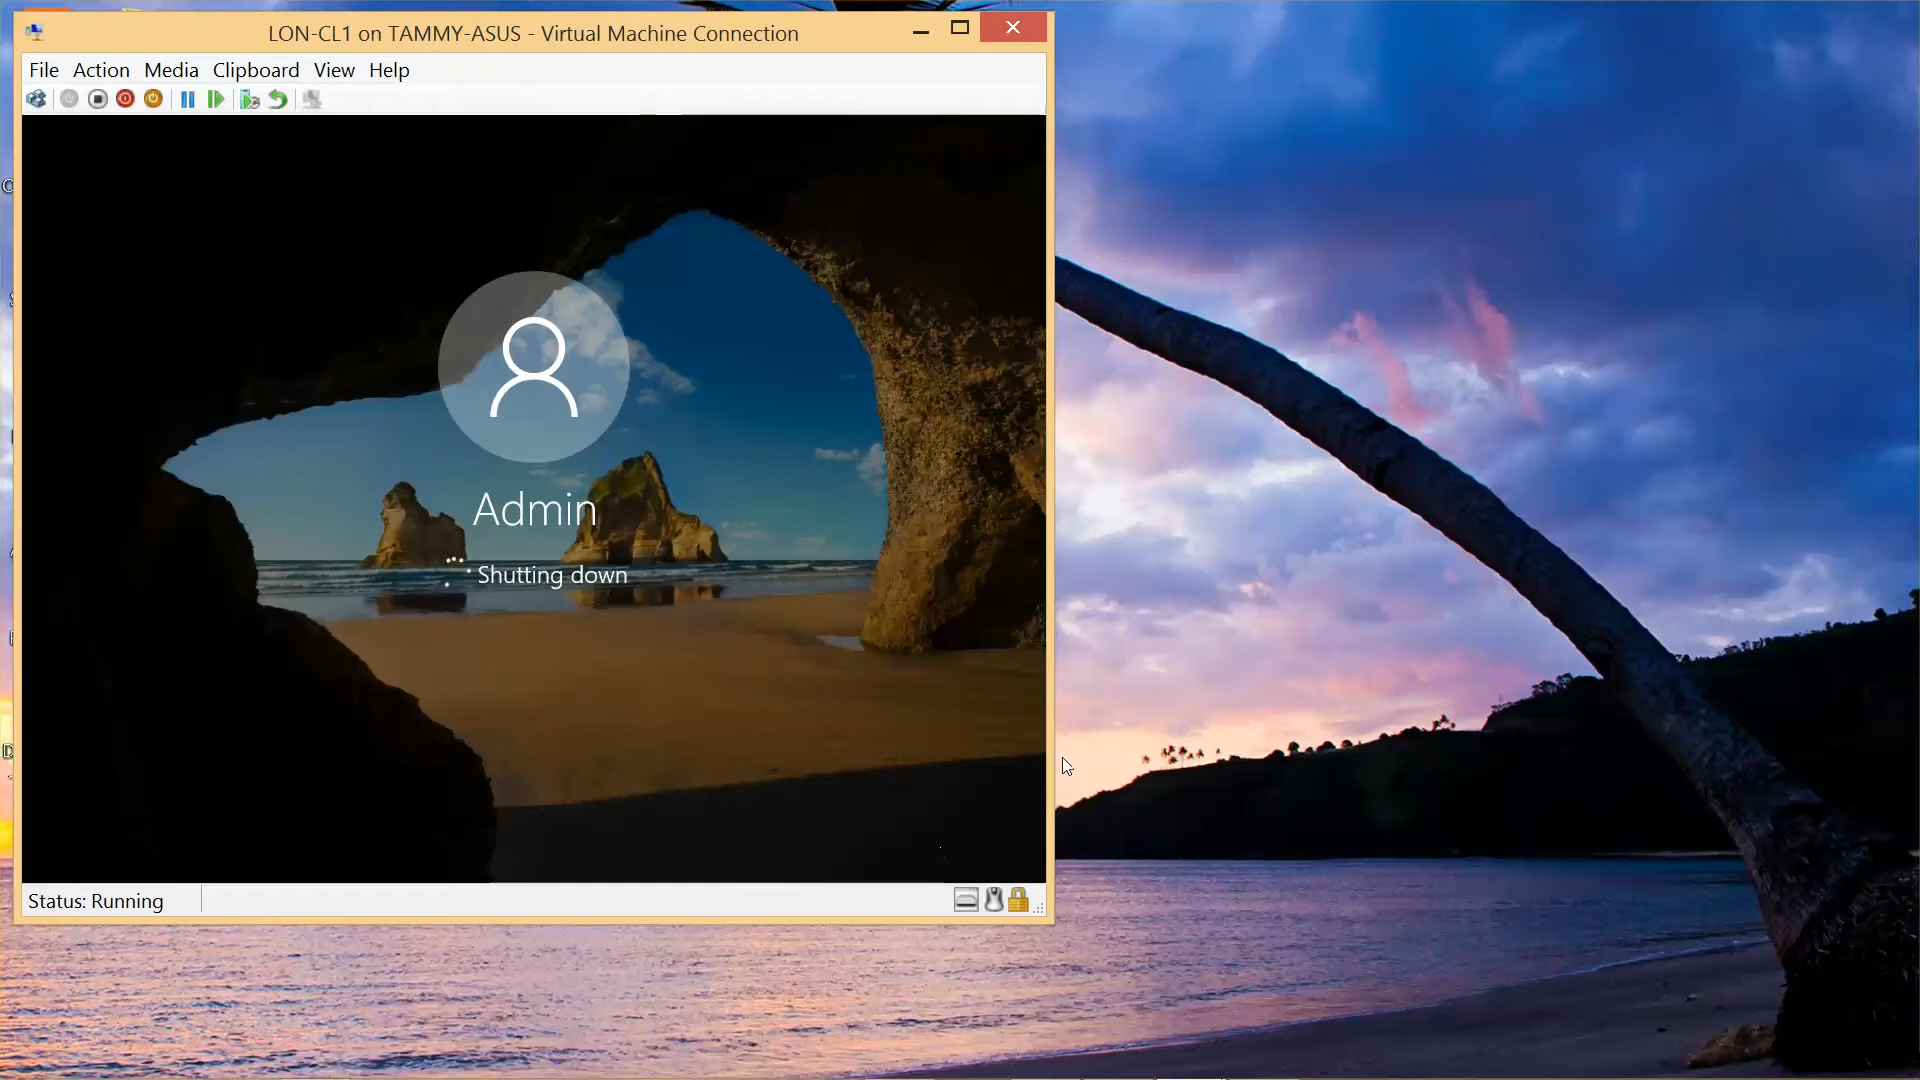 LON-CL1 on TAMMY-ASUS - Virtual Machine Connection
File Action Media Clipboard View Help
Admin
Shutting down
Status: Running